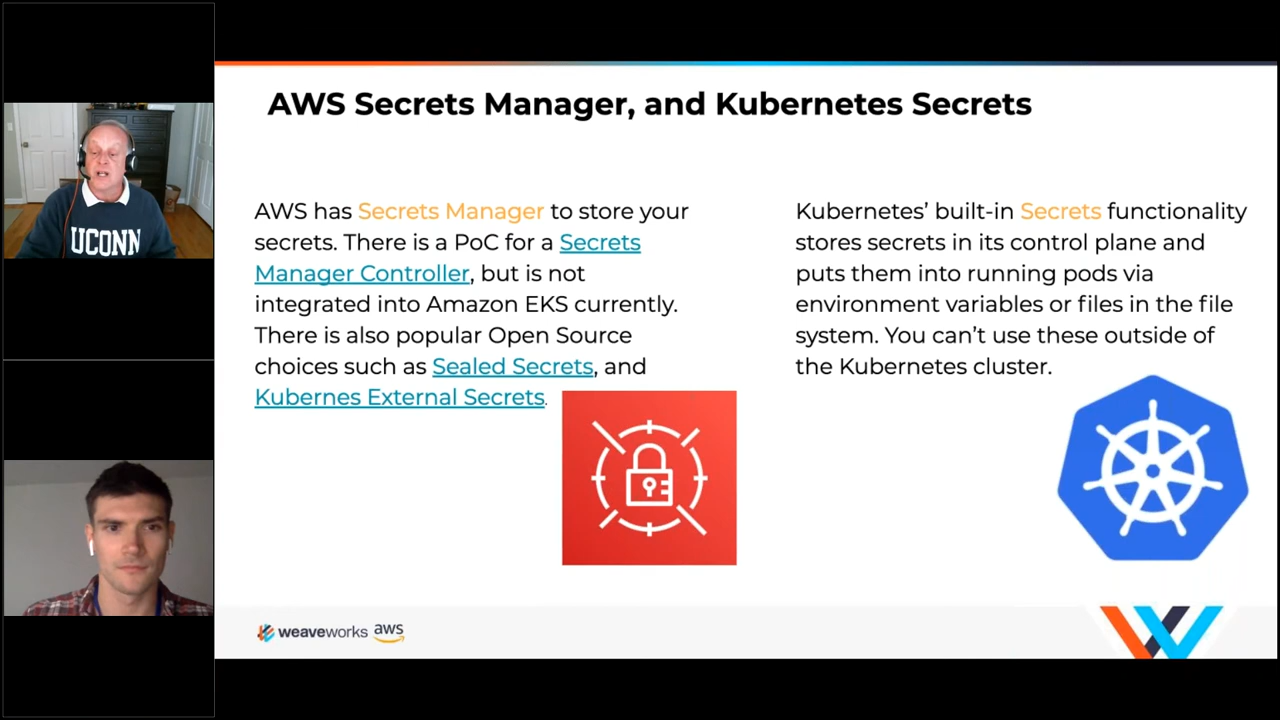 AWS Secrets Manager, and Kubernetes Secrets
AWS has Secrets Manager to store your
secrets. There is a PoC for a Secrets
Manager Controller, but is not
integrated into Amazon EKS currently.
There is also popular Open Source
choices such as Sealed Secrets, and
Kubernes External Secrets.
Kubernetes’ built-in Secrets functionality
stores secrets in its control plane and
puts them into running pods via
environment variables or files in the file
system. You can’t use these outside of
the Kubernetes cluster.
UCONN
weaveworks aws